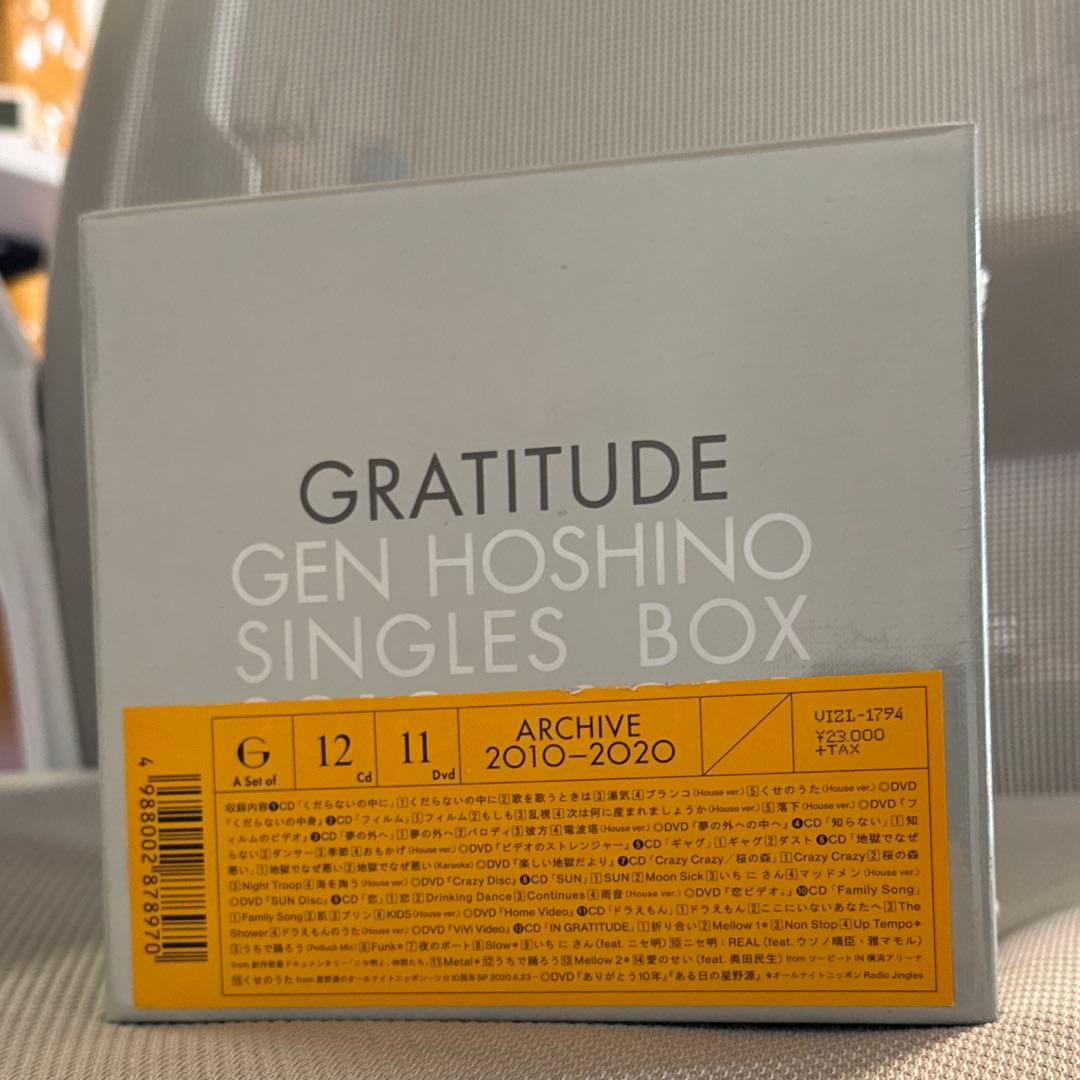 GRATITUDE
GEN HOSHINO
SINGLES BOX
G
A Set of
12
Cd
11
Dvd
ARCHIVE
2010–2020
VIZL-1794
¥23.000
+TAX
4 988002 878970
収録内容❶CD「くだらないの中に」1くだらないの中に2歌を歌うときは3湯気4ブランコ(House ver.)5くせのうた(House ver.)◎DVD
『くだらないの中身』❷CD「フィルム」1フィルム2もしも3乱視4次は何に産まれましょうか(House ver.)5落下(House ver.)◎DVD『フ
ィルムのビデオ』❸CD「夢の外へ」1夢の外へ2パロディ3彼方4電波塔(House ver.)◎DVD『夢の外への中へ』❹CD「知らない」1知
らない2ダンサー3季節4おもかげ(House ver.)◎DVD『ビデオのストレンジャー』❺CD「ギャグ」1ギャグ2ダスト❻CD「地獄でなぜ
悪い」1地獄でなぜ悪い2地獄でなぜ悪い(Karaoke)◎DVD『楽しい地獄だより』❼CD「Crazy Crazy／桜の森」1Crazy Crazy2桜の森
3Night Troop4海を掬う(House ver.)◎DVD『Crazy Disc』❽CD「SUN」1SUN2Moon Sick3いち に さん4マッドメン(House ver.)
◎DVD『SUN Disc』❾CD「恋」1恋2Drinking Dance3Continues4雨音(House ver.)◎DVD『恋ビデオ。』❿CD「Family Song」
1Family Song2肌3プリン4KIDS(House ver.)◎DVD『Home Video』⓫CD「ドラえもん」1ドラえもん2ここにいないあなたへ3The
Shower4ドラえもんのうた(House ver.)◎DVD『ViVi Video』⓬CD「IN GRATITUDE」1折り合い2Mellow 1*3Non Stop4Up Tempo*
5うちで踊ろう(Potluck Mix)6Funk*7夜のボート8Slow*9いち に さん(feat. ニセ明)10ニセ明：REAL(feat. ウソノ晴臣・雅マモル)
from 創作密着ドキュメンタリー「ニセ明と、仲間たち」11Metal*12うちで踊ろう13Mellow 2*14愛のせい(feat. 奥田民生)from ツービートIN 横浜アリーナ
15くせのうた from 星野源のオールナイトニッポン10周年SP 2020.6.23−◎DVD『ありがとう10年』『ある日の星野源』*オールナイトニッポン Radio Jingles